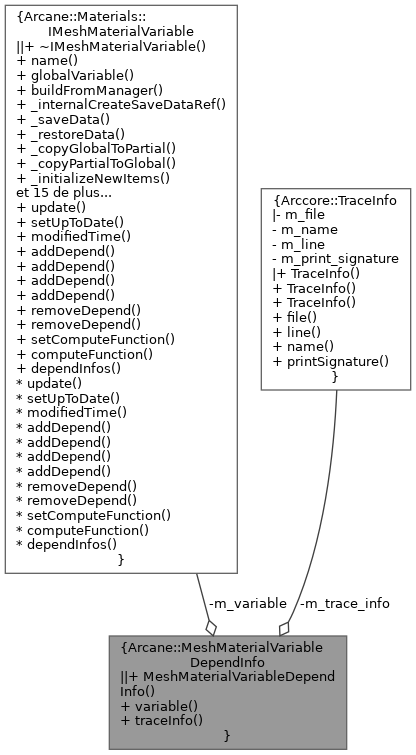 {Arcane::Materials::
IMeshMaterialVariable
||+ ~IMeshMaterialVariable()
+ name()
+ globalVariable()
+ buildFromManager()
+ _internalCreateSaveDataRef()
+ _saveData()
+ _restoreData()
+ _copyGlobalToPartial()
+ _copyPartialToGlobal()
+ _initializeNewItems()
et 15 de plus...
+ update()
+ setUpToDate()
+ modifiedTime()
+ addDepend()
+ addDepend()
+ addDepend()
+ addDepend()
+ removeDepend()
+ removeDepend()
+ setComputeFunction()
+ computeFunction()
+ dependInfos()
* update()
* setUpToDate()
* modifiedTime()
* addDepend()
* addDepend()
* addDepend()
* addDepend()
* removeDepend()
* removeDepend()
* setComputeFunction()
* computeFunction()
* dependInfos()
}
{Arccore::TraceInfo
|- m_file
- m_name
- m_line
- m_print_signature
|+ TraceInfo()
+ TraceInfo()
+ TraceInfo()
+ file()
+ line()
+ name()
+ printSignature()
}
-m_variable
-m_trace_info
{Arcane::MeshMaterialVariable
DependInfo
||+ MeshMaterialVariableDepend
Info()
+ variable()
+ traceInfo()
}